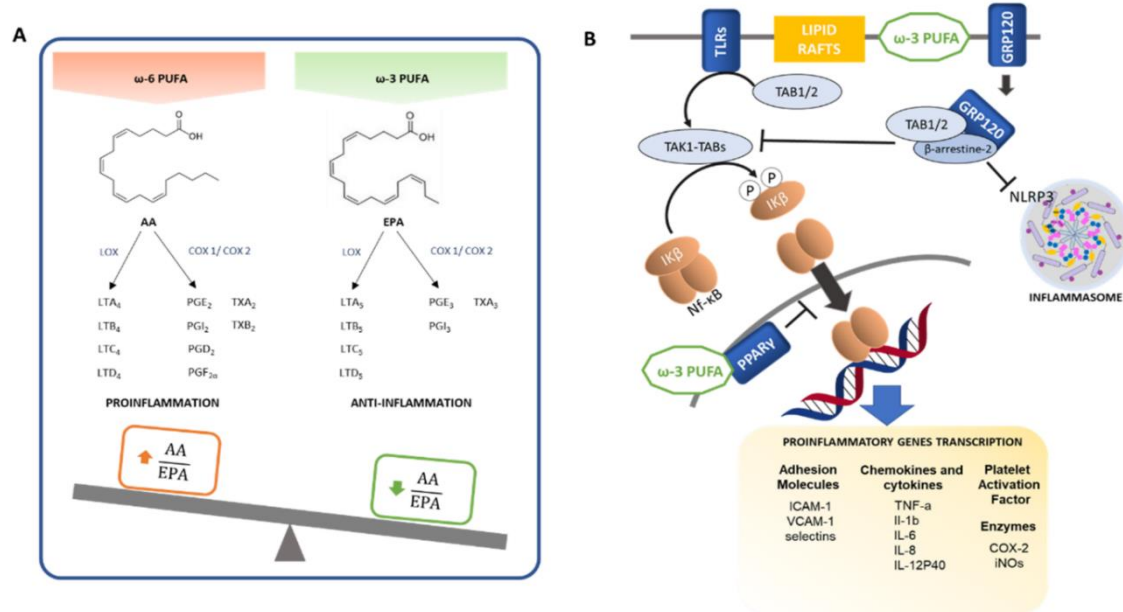 A
ω-6 PUFA
ω-3 PUFA
O
OH
O
OH
AA
EPA
LOX
COX 1/ COX 2
LOX
COX 1/ COX 2
LTA4
PGE2
TXA2
LTB4
PGI2
TXB2
LTC4
PGD2
LTD4
PGF2α
LTA5
PGE3
TXA3
LTB5
PGI3
LTC5
LTD5
PROINFLAMMATION
ANTI-INFLAMMATION
AA
EPA
AA
EPA
B
TLRs
LIPID
RAFTS
ω-3 PUFA
GRP120
TAB1/2
TAB1/2
GRP120
β-arrestine-2
TAK1-TABs
P
P
IKβ
NLRP3
INFLAMMASOME
IKβ
Nf-κB
ω-3 PUFA
PPARγ
PROINFLAMMATORY GENES TRANSCRIPTION
Adhesion
Molecules
ICAM-1
VCAM-1
selectins
Chemokines and
cytokines
TNF-a
Il-1b
IL-6
IL-8
IL-12P40
Platelet
Activation
Factor
Enzymes
COX-2
iNOs